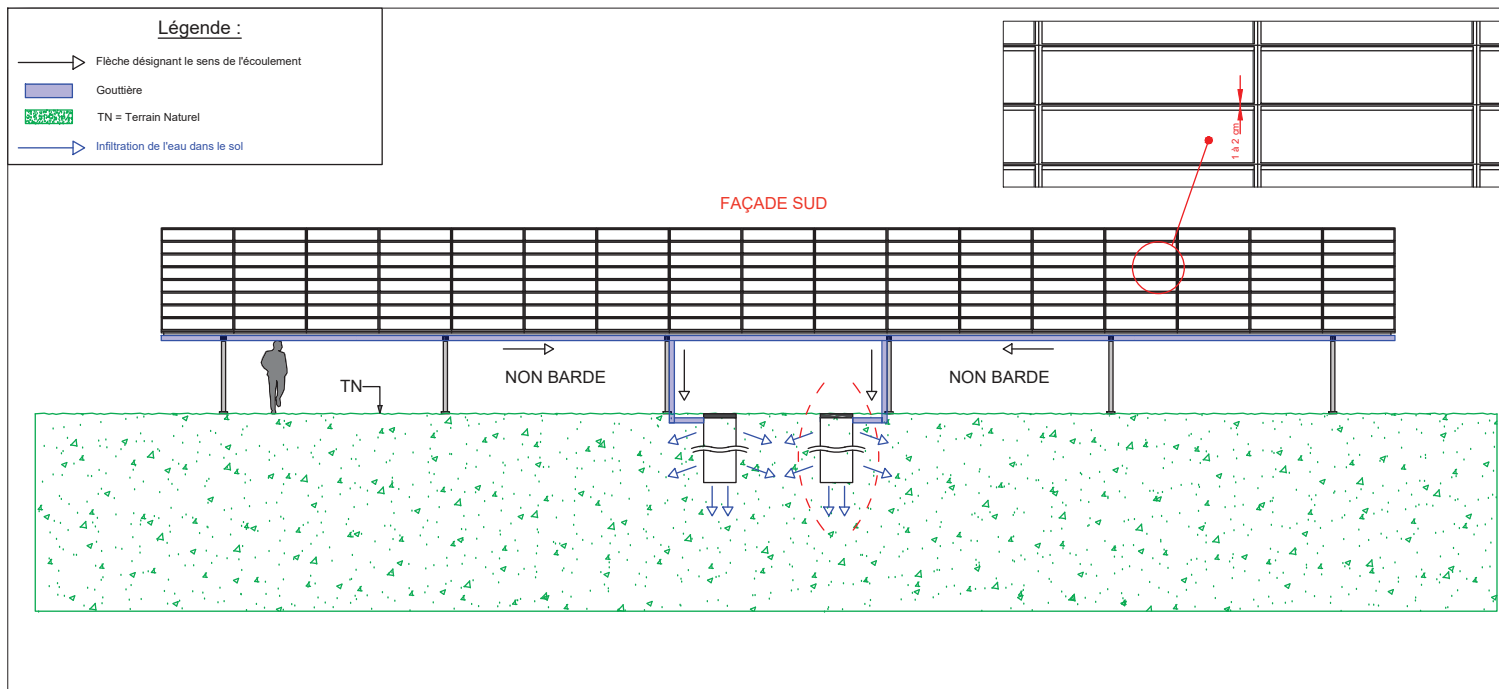 Légende :
Flèche désignant le sens de l'écoulement
Gouttière
TN = Terrain Naturel
Infiltration de l'eau dans le sol
1 à 2 cm
FAÇADE SUD
TN
NON BARDE
NON BARDE